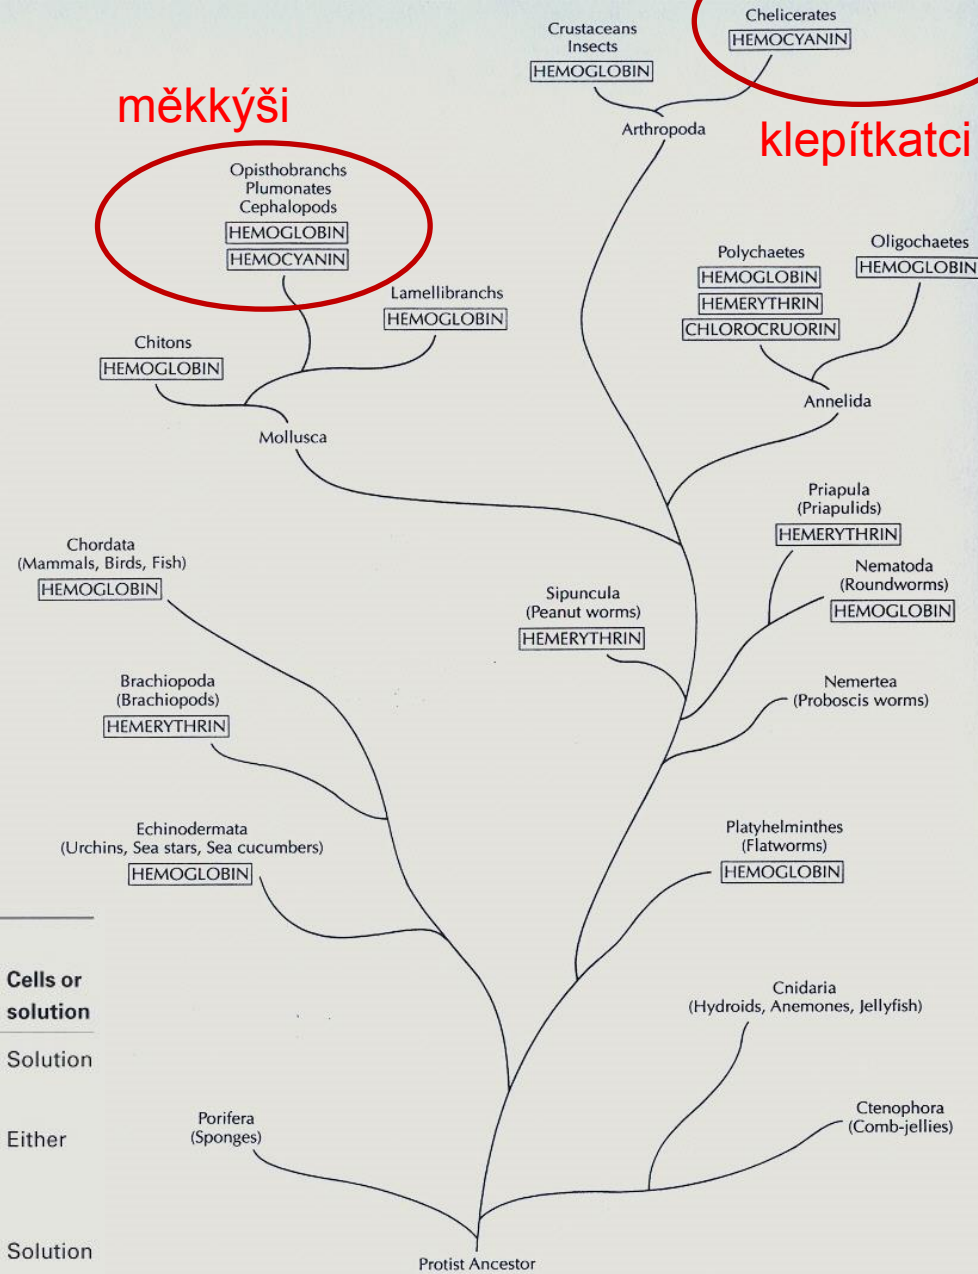 Chelicerates
HEMOCYANIN
klepítkatci
Crustaceans
Insects
HEMOGLOBIN
Arthropoda
měkkýši
Opisthobranchs
Plumonates
Cephalopods
HEMOGLOBIN
HEMOCYANIN
Lamellibranchs
HEMOGLOBIN
Chitons
HEMOGLOBIN
Mollusca
Polychaetes
HEMOGLOBIN
HEMERYTHRIN
CHLOROCRUORIN
Oligochaetes
HEMOGLOBIN
Annelida
Priapula
(Priapulids)
HEMERYTHRIN
Nematoda
(Roundworms)
HEMOGLOBIN
Chordata
(Mammals, Birds, Fish)
HEMOGLOBIN
Sipuncula
(Peanut worms)
HEMERYTHRIN
Nemertea
(Proboscis worms)
Brachiopoda
(Brachiopods)
HEMERYTHRIN
Echinodermata
(Urchins, Sea stars, Sea cucumbers)
HEMOGLOBIN
Platyhelminthes
(Flatworms)
HEMOGLOBIN
Cells or
solution
Solution
Either
Solution
Cnidaria
(Hydroids, Anemones, Jellyfish)
Porifera
(Sponges)
Ctenophora
(Comb-jellies)
Protist Ancestor